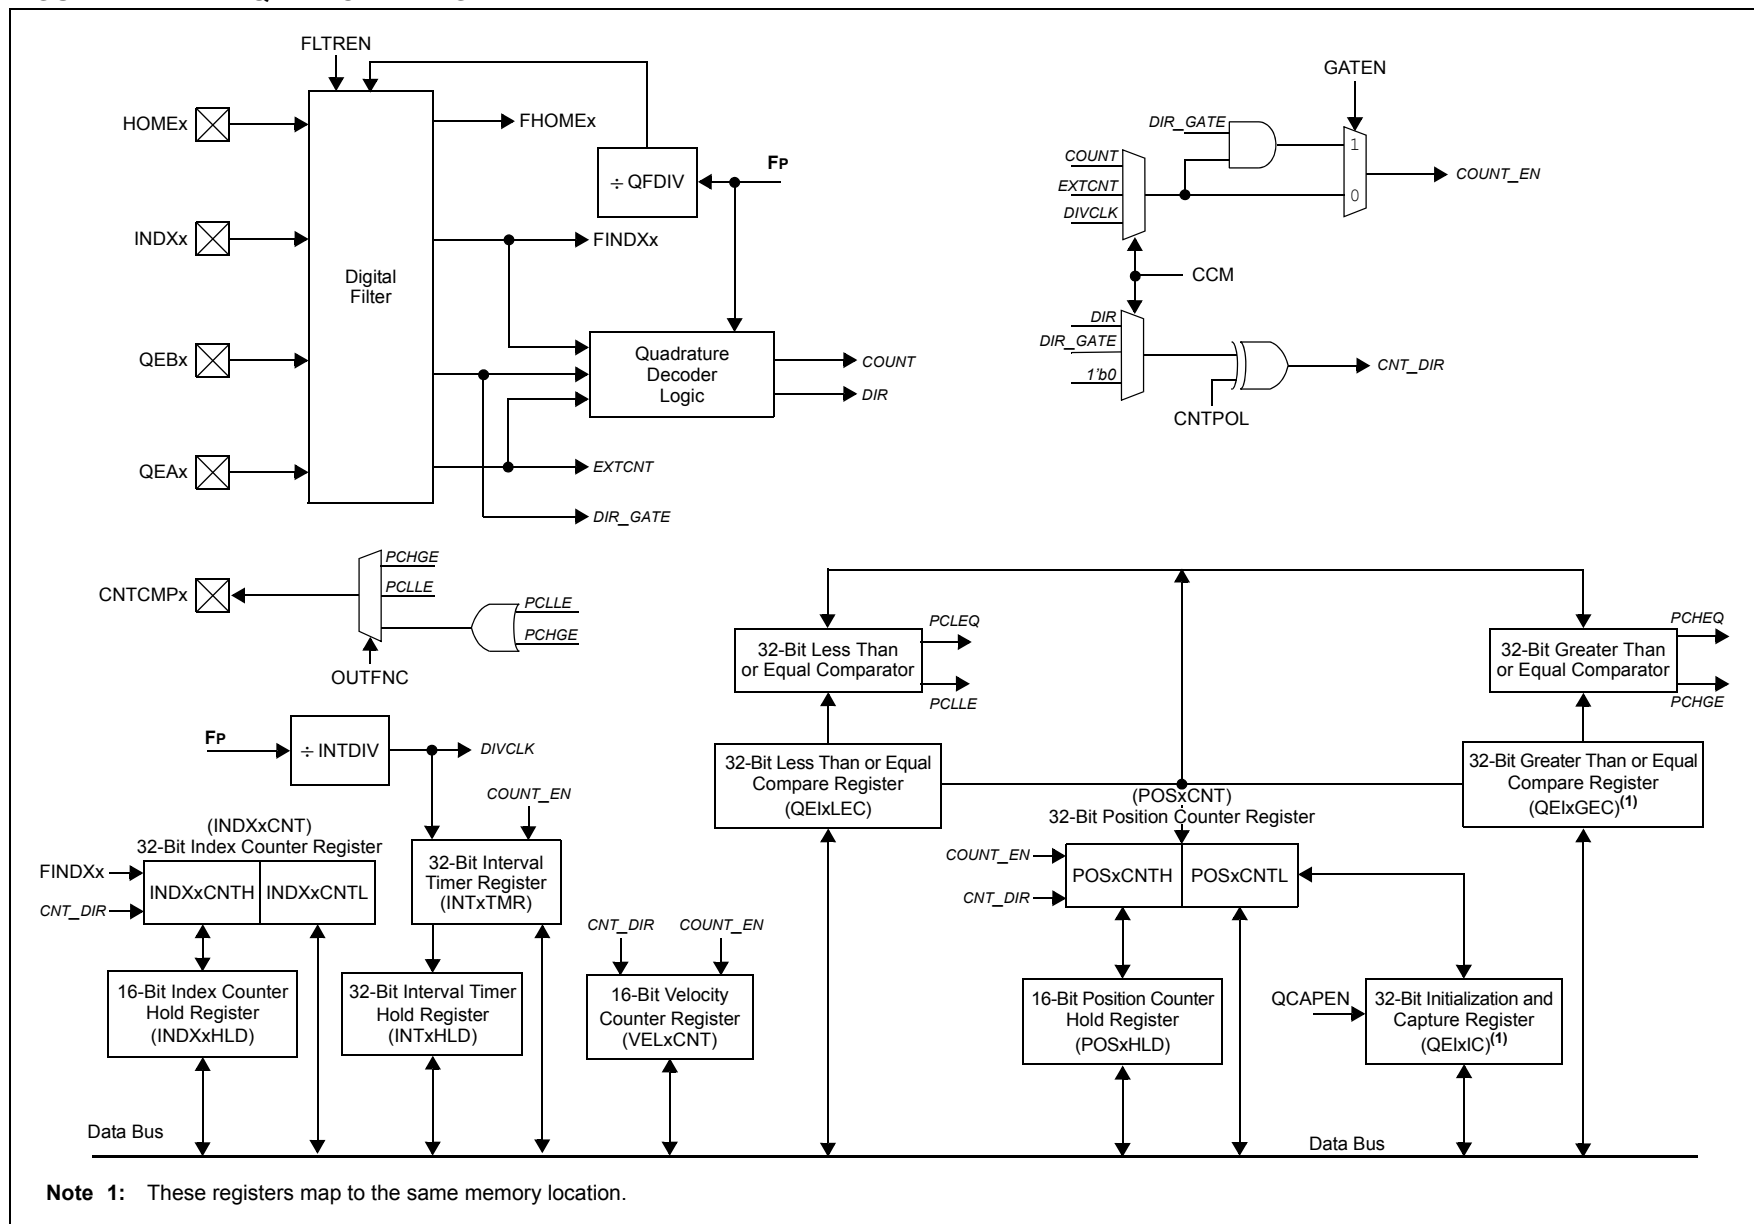 FLTREN
HOMEx
FHOMEx
÷ QFDIV
FP
INDXx
FINDXx
Digital
Filter
QEBx
Quadrature
Decoder
Logic
COUNT
DIR
QEAx
EXTCNT
DIR_GATE
GATEN
DIR_GATE
COUNT
EXTCNT
DIVCLK
1
0
COUNT_EN
CCM
DIR
DIR_GATE
1'b0
CNT_DIR
CNTPOL
CNTCMPx
PCHGE
PCLLE
PCLLE
PCHGE
OUTFNC
32-Bit Less Than
or Equal Comparator
PCLEQ
PCLLE
32-Bit Greater Than
or Equal Comparator
PCHEQ
PCHGE
FP
÷ INTDIV
DIVCLK
COUNT_EN
32-Bit Less Than or Equal
Compare Register
(QEIxLEC)
32-Bit Greater Than or Equal
Compare Register
(QEIxGEC)(1)
(INDXxCNT)
32-Bit Index Counter Register
FINDXx
CNT_DIR
INDXxCNTH
INDXxCNTL
32-Bit Interval
Timer Register
(INTxTMR)
(POSxCNT)
32-Bit Position Counter Register
COUNT_EN
CNT_DIR
POSxCNTH
POSxCNTL
CNT_DIR
COUNT_EN
16-Bit Index Counter
Hold Register
(INDXxHLD)
32-Bit Interval Timer
Hold Register
(INTxHLD)
16-Bit Velocity
Counter Register
(VELxCNT)
16-Bit Position Counter
Hold Register
(POSxHLD)
QCAPEN
32-Bit Initialization and
Capture Register
(QEIxIC)(1)
Data Bus
Data Bus
Note 1: These registers map to the same memory location.